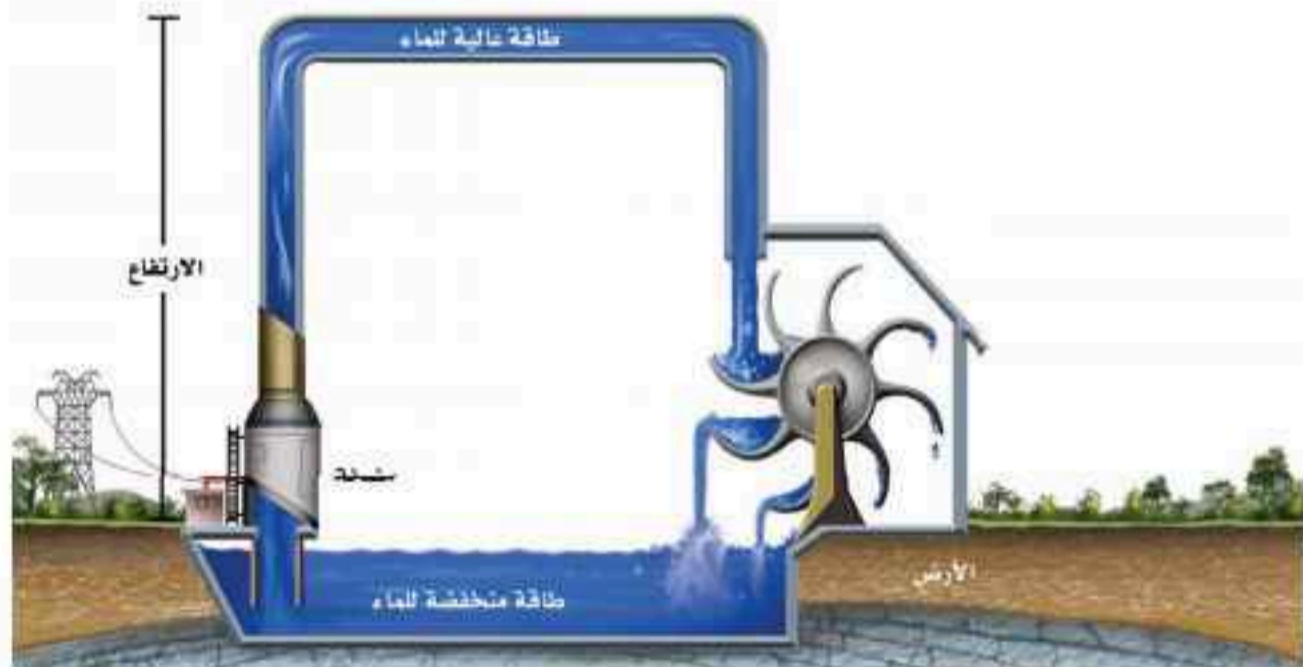 طاقة عالية للماء
الارتفاع
مضخة
الأرض
طاقة منخفضة للماء